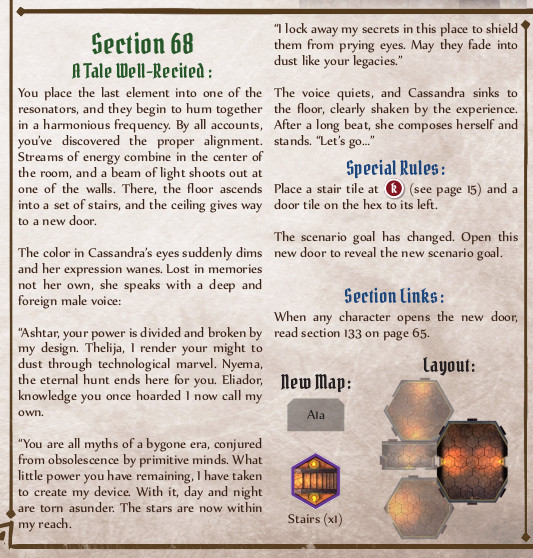 Section 68
A Tale Well-Recited:
You place the last element into one of the
resonators, and they begin to hum together
in a harmonious frequency. By all accounts,
you've discovered the proper alignment.
Streams of energy combine in the center of
the room, and a beam of light shoots out at
one of the walls. There, the floor ascends
into a set of stairs, and the ceiling gives way
to a new door.
The color in Cassandra's eyes suddenly dims
and her expression wanes. Lost in memories
not her own, she speaks with a deep and
foreign male voice:
“Ashtar, your power is divided and broken by
my design. Thelija, I render your might to
dust through technological marvel. Nyema,
the eternal hunt ends here for you. Eliador,
knowledge you once hoarded I now call my
own.
“You are all myths of a bygone era, conjured
from obsolescence by primitive minds. What
little power you have remaining, I have taken
to create my device. With it, day and night
are torn asunder. The stars are now within
my reach.
“I lock away my secrets in this place to shield
them from prying eyes. May they fade into
dust like your legacies.”
The voice quiets, and Cassandra sinks to
the floor, clearly shaken by the experience.
After a long beat, she composes herself and
stands. “Let's go...”
Special Rules:
Place a stair tile at k (see page 15) and a
door tile on the hex to its left.
The scenario goal has changed. Open this
new door to reveal the new scenario goal.
Section Links:
When any character opens the new door,
read section 133 on page 65.
New Map:
Layout:
A1a
Stairs (x1)